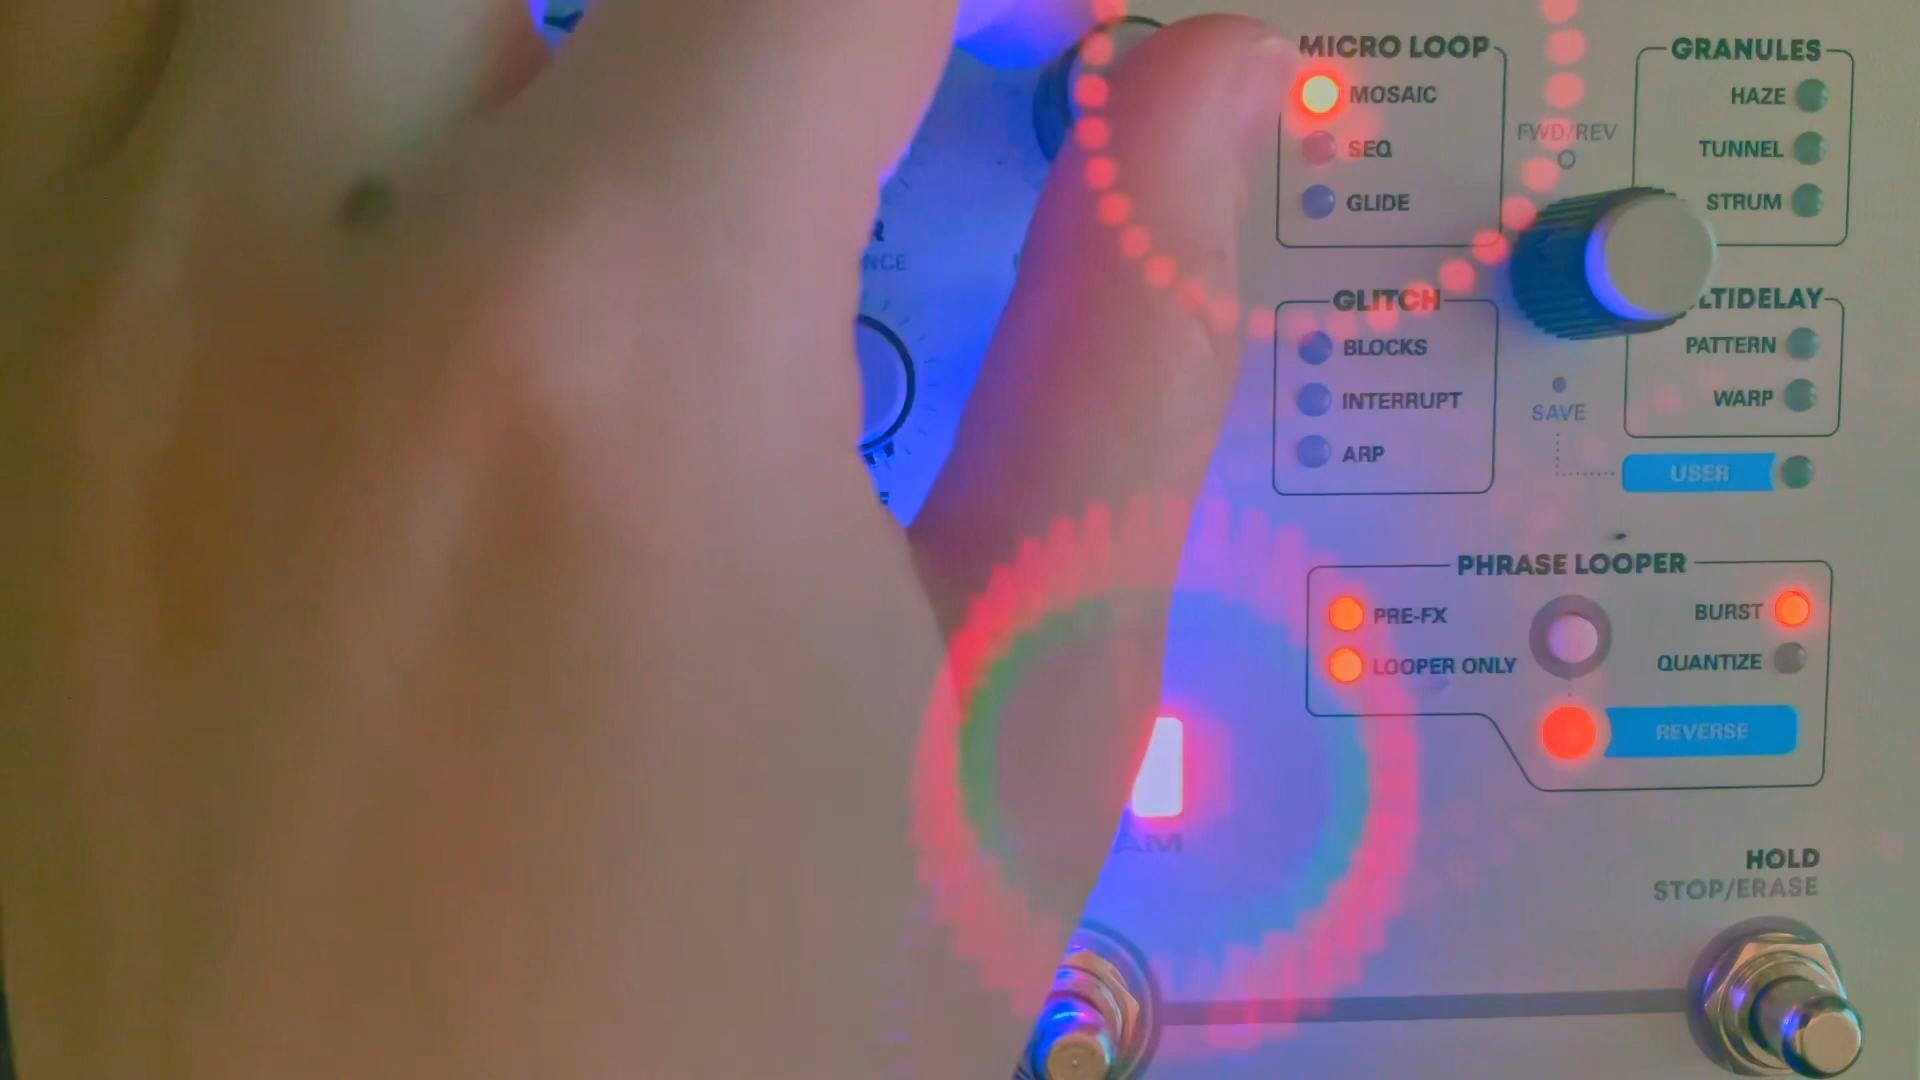 MICRO LOOP
MOSAIC
SEQ
GLIDE
FWD/REV
GRANULES
HAZE
TUNNEL
STRUM
GLITCH
BLOCKS
INTERRUPT
ARP
SAVE
LTIDELAY
PATTERN
WARP
USER
PHRASE LOOPER
PRE-FX
LOOPER ONLY
BURST
QUANTIZE
REVERSE
HOLD
STOP/ERASE